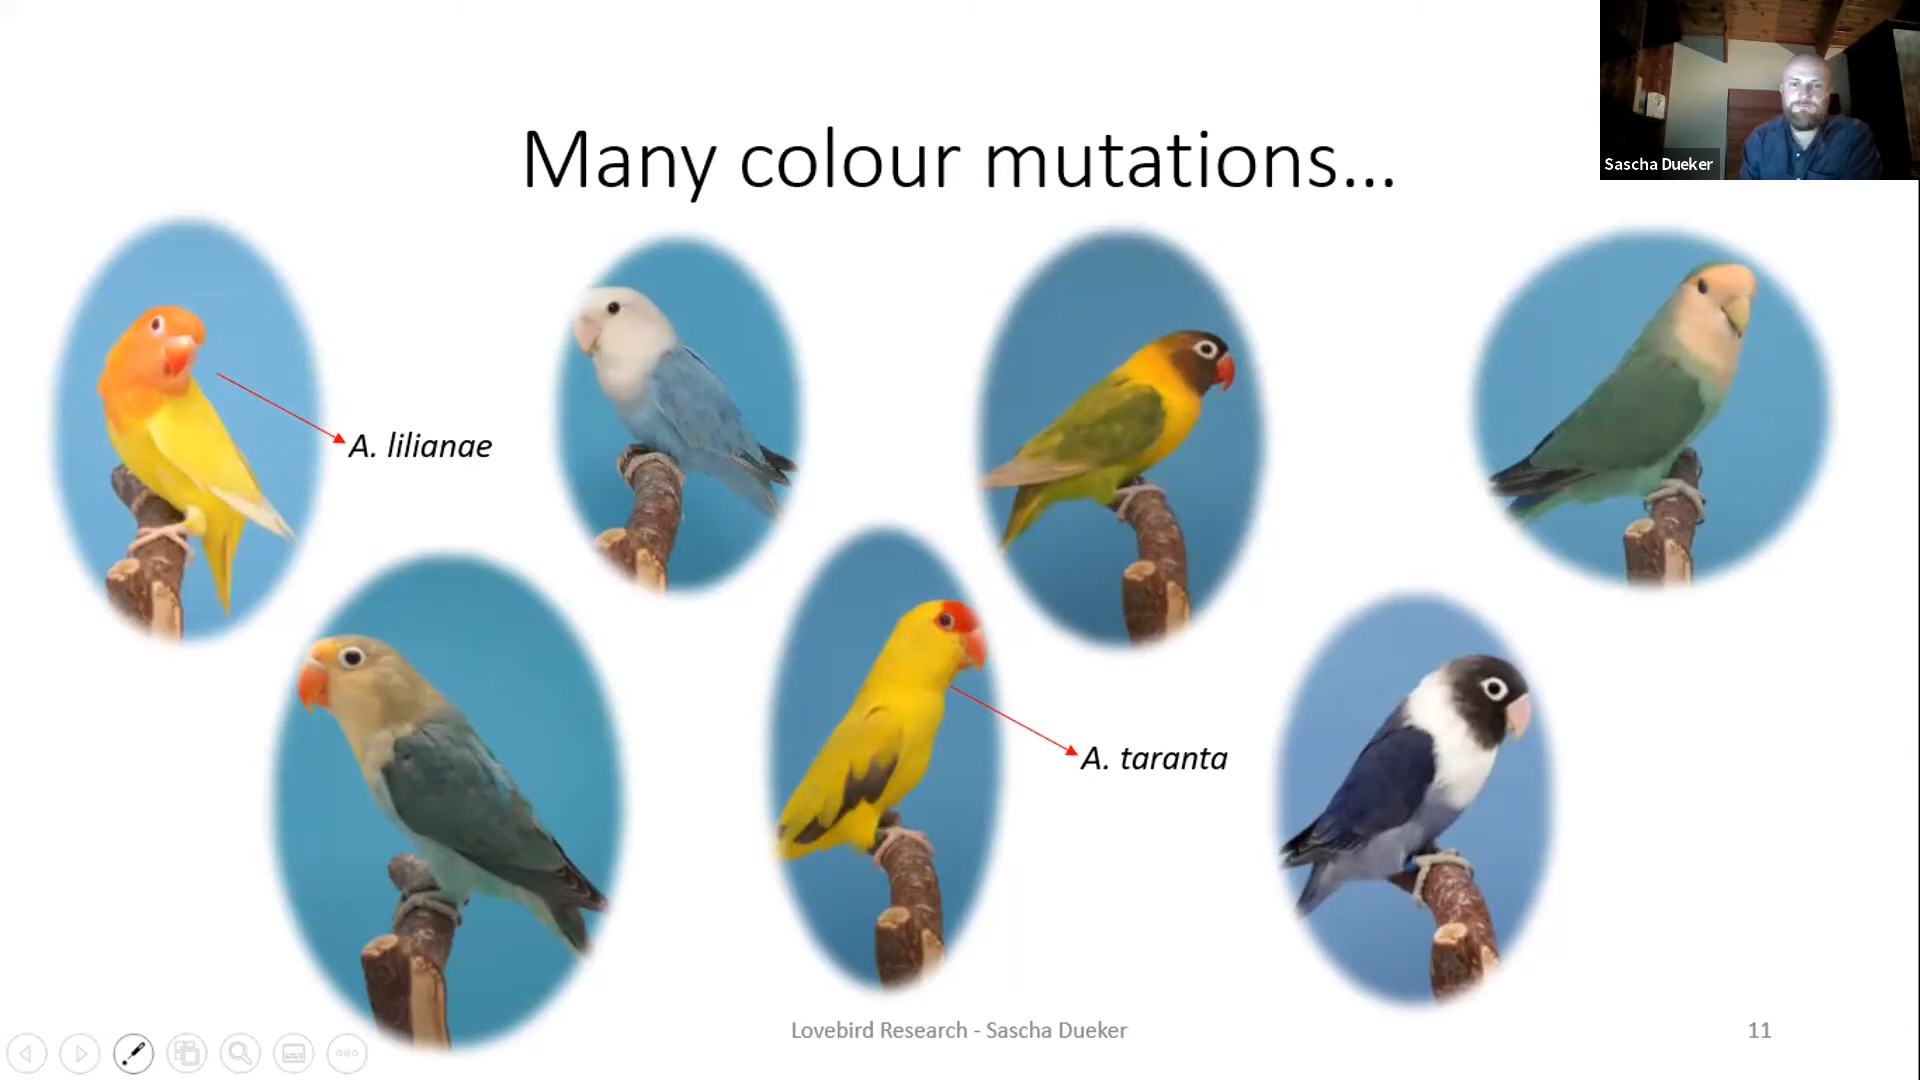 Many colour mutations...
Sascha Dueker
A. lilianae
A. taranta
Lovebird Research - Sascha Dueker
11